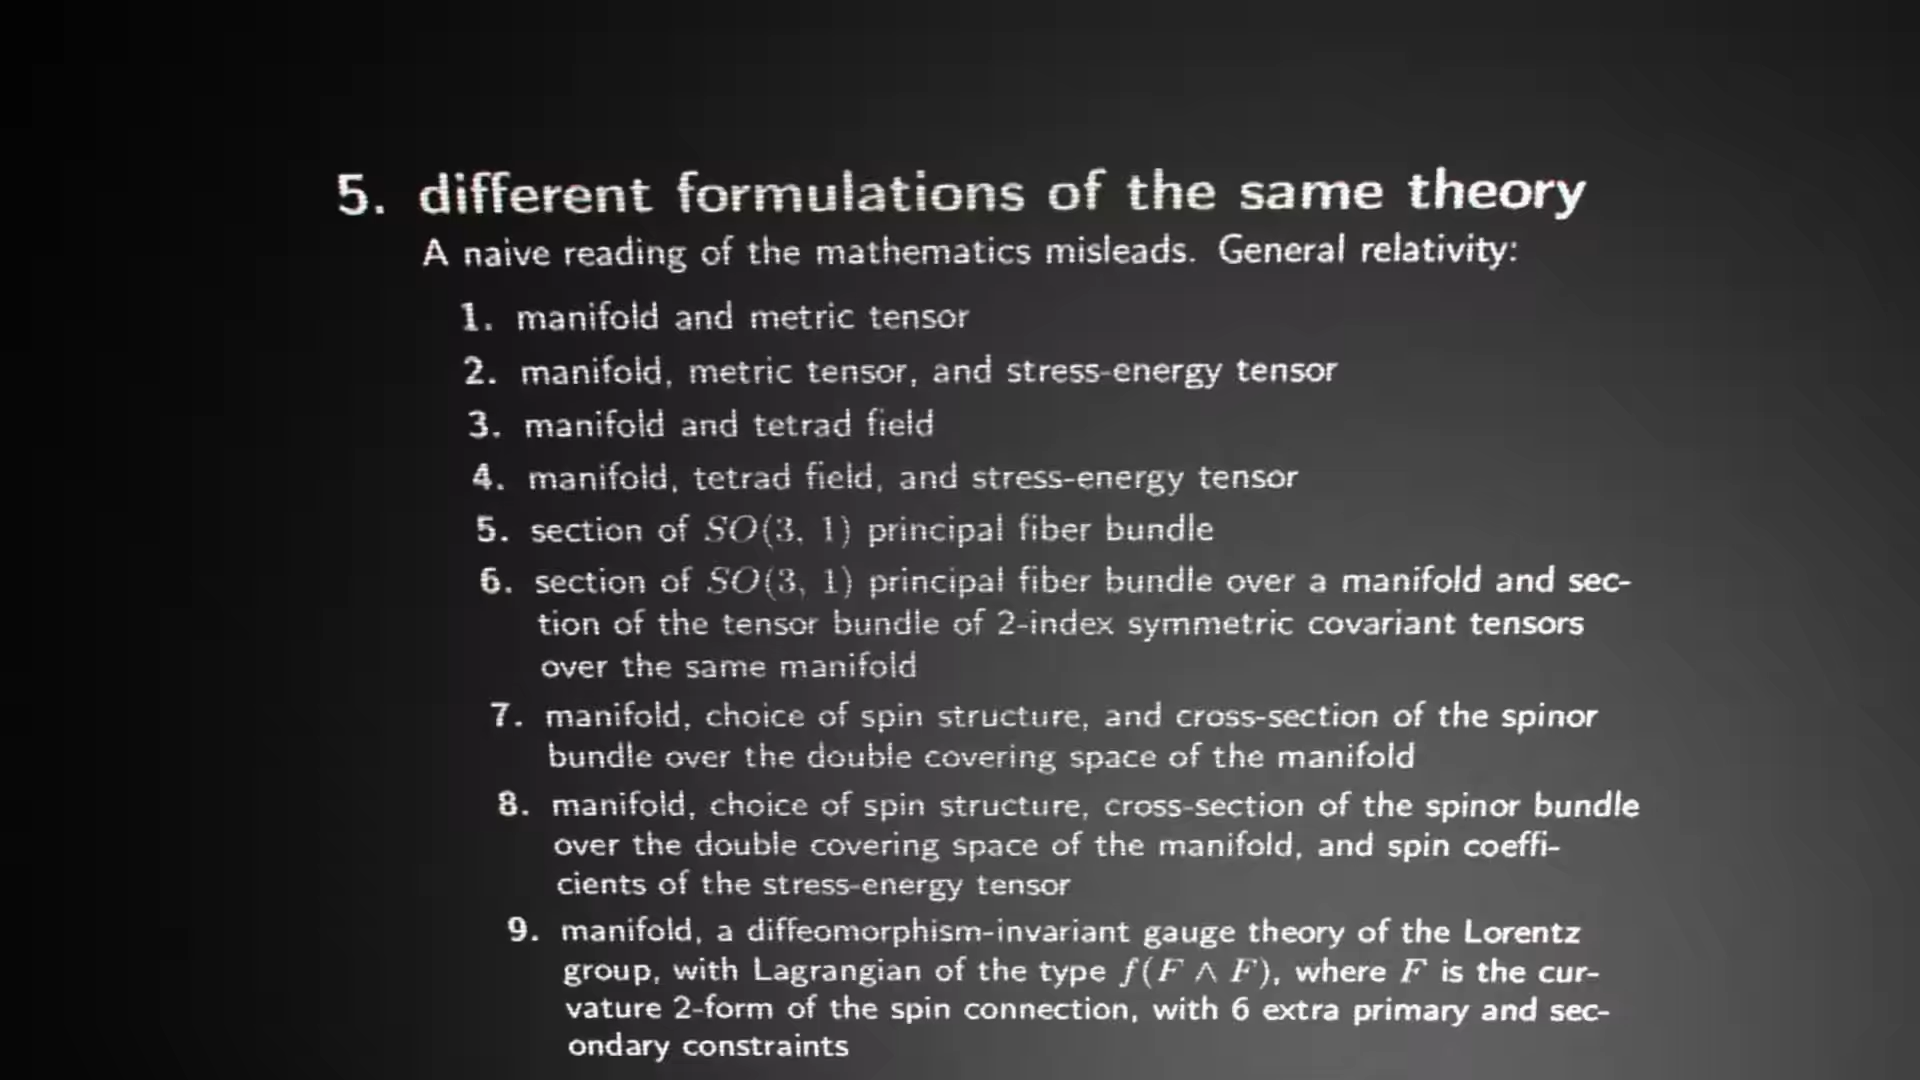 5. different formulations of the same theory
A naive reading of the mathematics misleads. General relativity:
1. manifold and metric tensor
2. manifold, metric tensor, and stress-energy tensor
3. manifold and tetrad field
4. manifold, tetrad field, and stress-energy tensor
5. section of SO(3, 1) principal fiber bundle
6. section of SO(3, 1) principal fiber bundle over a manifold and sec-
tion of the tensor bundle of 2-index symmetric covariant tensors
over the same manifold
7. manifold, choice of spin structure, and cross-section of the spinor
bundle over the double covering space of the manifold
8. manifold, choice of spin structure, cross-section of the spinor bundle
over the double covering space of the manifold, and spin coeffi-
cients of the stress-energy tensor
9. manifold, a diffeomorphism-invariant gauge theory of the Lorentz
group, with Lagrangian of the type f(F ∧ F), where F is the cur-
vature 2-form of the spin connection, with 6 extra primary and sec-
ondary constraints